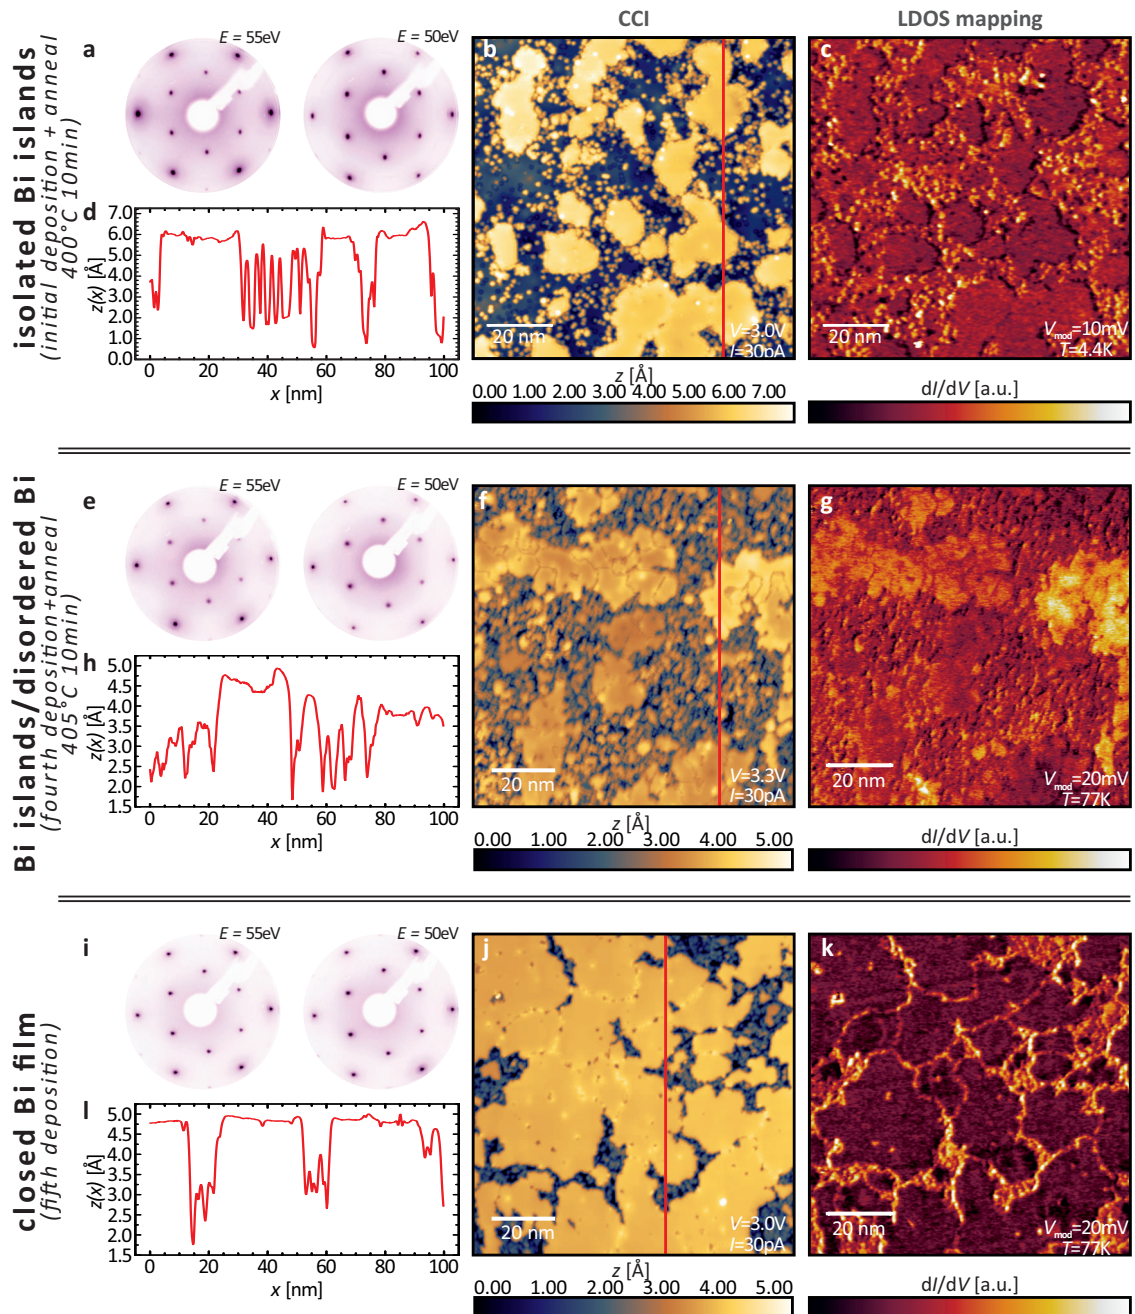 CCI
LDOS mapping
isolated Bi islands
(initial deposition + anneal
400°C 10min)
a
E = 55eV
E = 50eV
b
20 nm
V=3.0V
I=30pA
c
20 nm
Vmod=10mV
T=4.4K
d
7.0
6.0
5.0
4.0
3.0
2.0
1.0
0.0
z(x) [Å]
0 20 40 60 80 100
x [nm]
z [Å]
0.00 1.00 2.00 3.00 4.00 5.00 6.00 7.00
dI/dV [a.u.]
Bi islands/disordered Bi
(fourth deposition+anneal
405°C 10min)
e
E = 55eV
E = 50eV
f
20 nm
V=3.3V
I=30pA
g
20 nm
Vmod=20mV
T=77K
h
5.0
4.5
4.0
3.5
3.0
2.5
2.0
1.5
z(x) [Å]
0 20 40 60 80 100
x [nm]
z [Å]
0.00 1.00 2.00 3.00 4.00 5.00
dI/dV [a.u.]
closed Bi film
(fifth deposition)
i
E = 55eV
E = 50eV
j
20 nm
V=3.0V
I=30pA
k
20 nm
Vmod=20mV
T=77K
l
5.0
4.5
4.0
3.5
3.0
2.5
2.0
1.5
z(x) [Å]
0 20 40 60 80 100
x [nm]
z [Å]
0.00 1.00 2.00 3.00 4.00 5.00
dI/dV [a.u.]